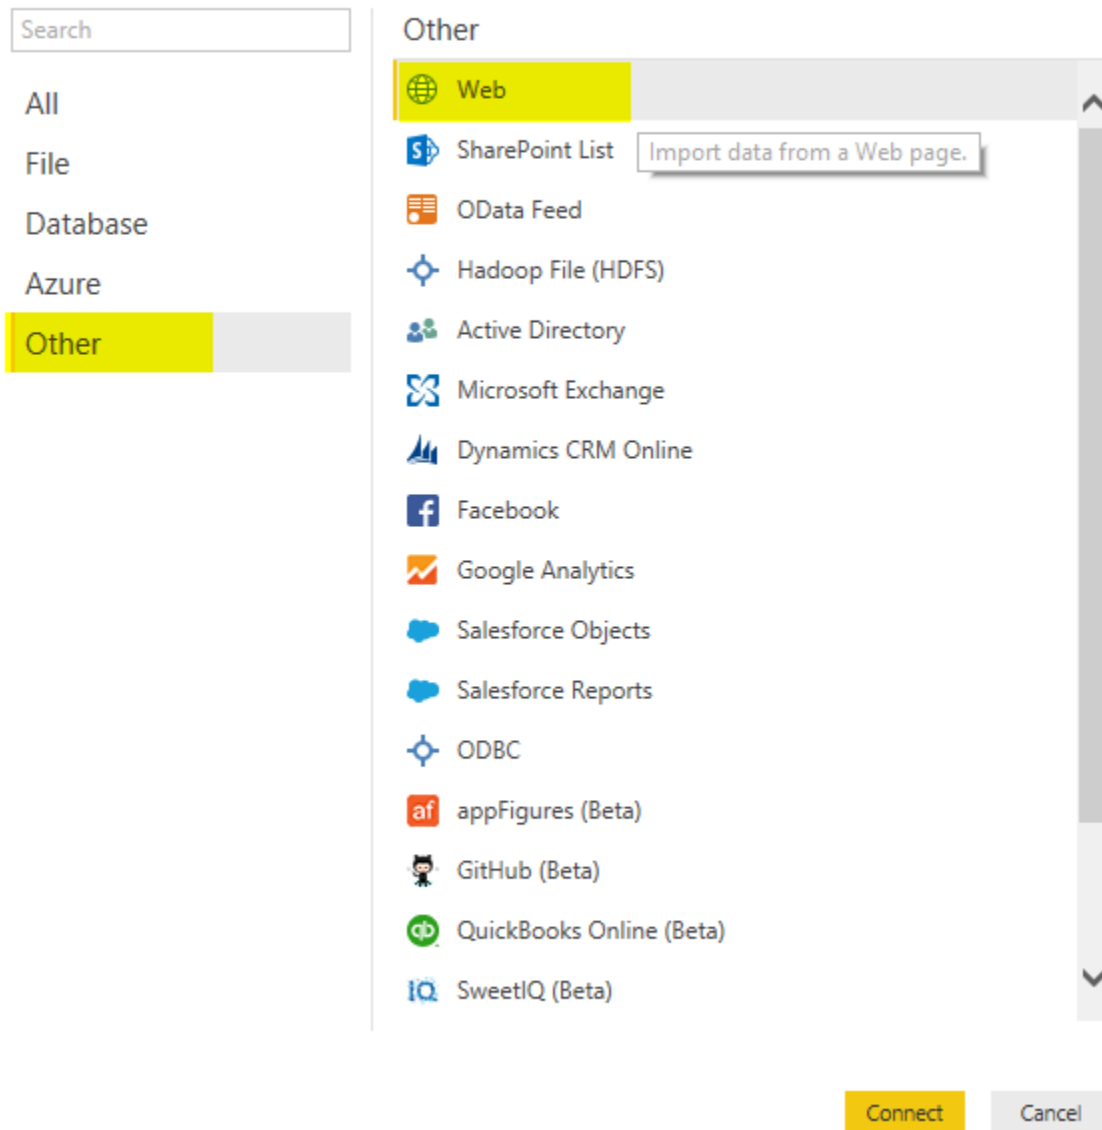 Search
All
File
Database
Azure
Other
Other
Web
Import data from a Web page.
SharePoint List
OData Feed
Hadoop File (HDFS)
Active Directory
Microsoft Exchange
Dynamics CRM Online
Facebook
Google Analytics
Salesforce Objects
Salesforce Reports
ODBC
af appFigures (Beta)
GitHub (Beta)
qb QuickBooks Online (Beta)
IQ SweetIQ (Beta)
Connect
Cancel